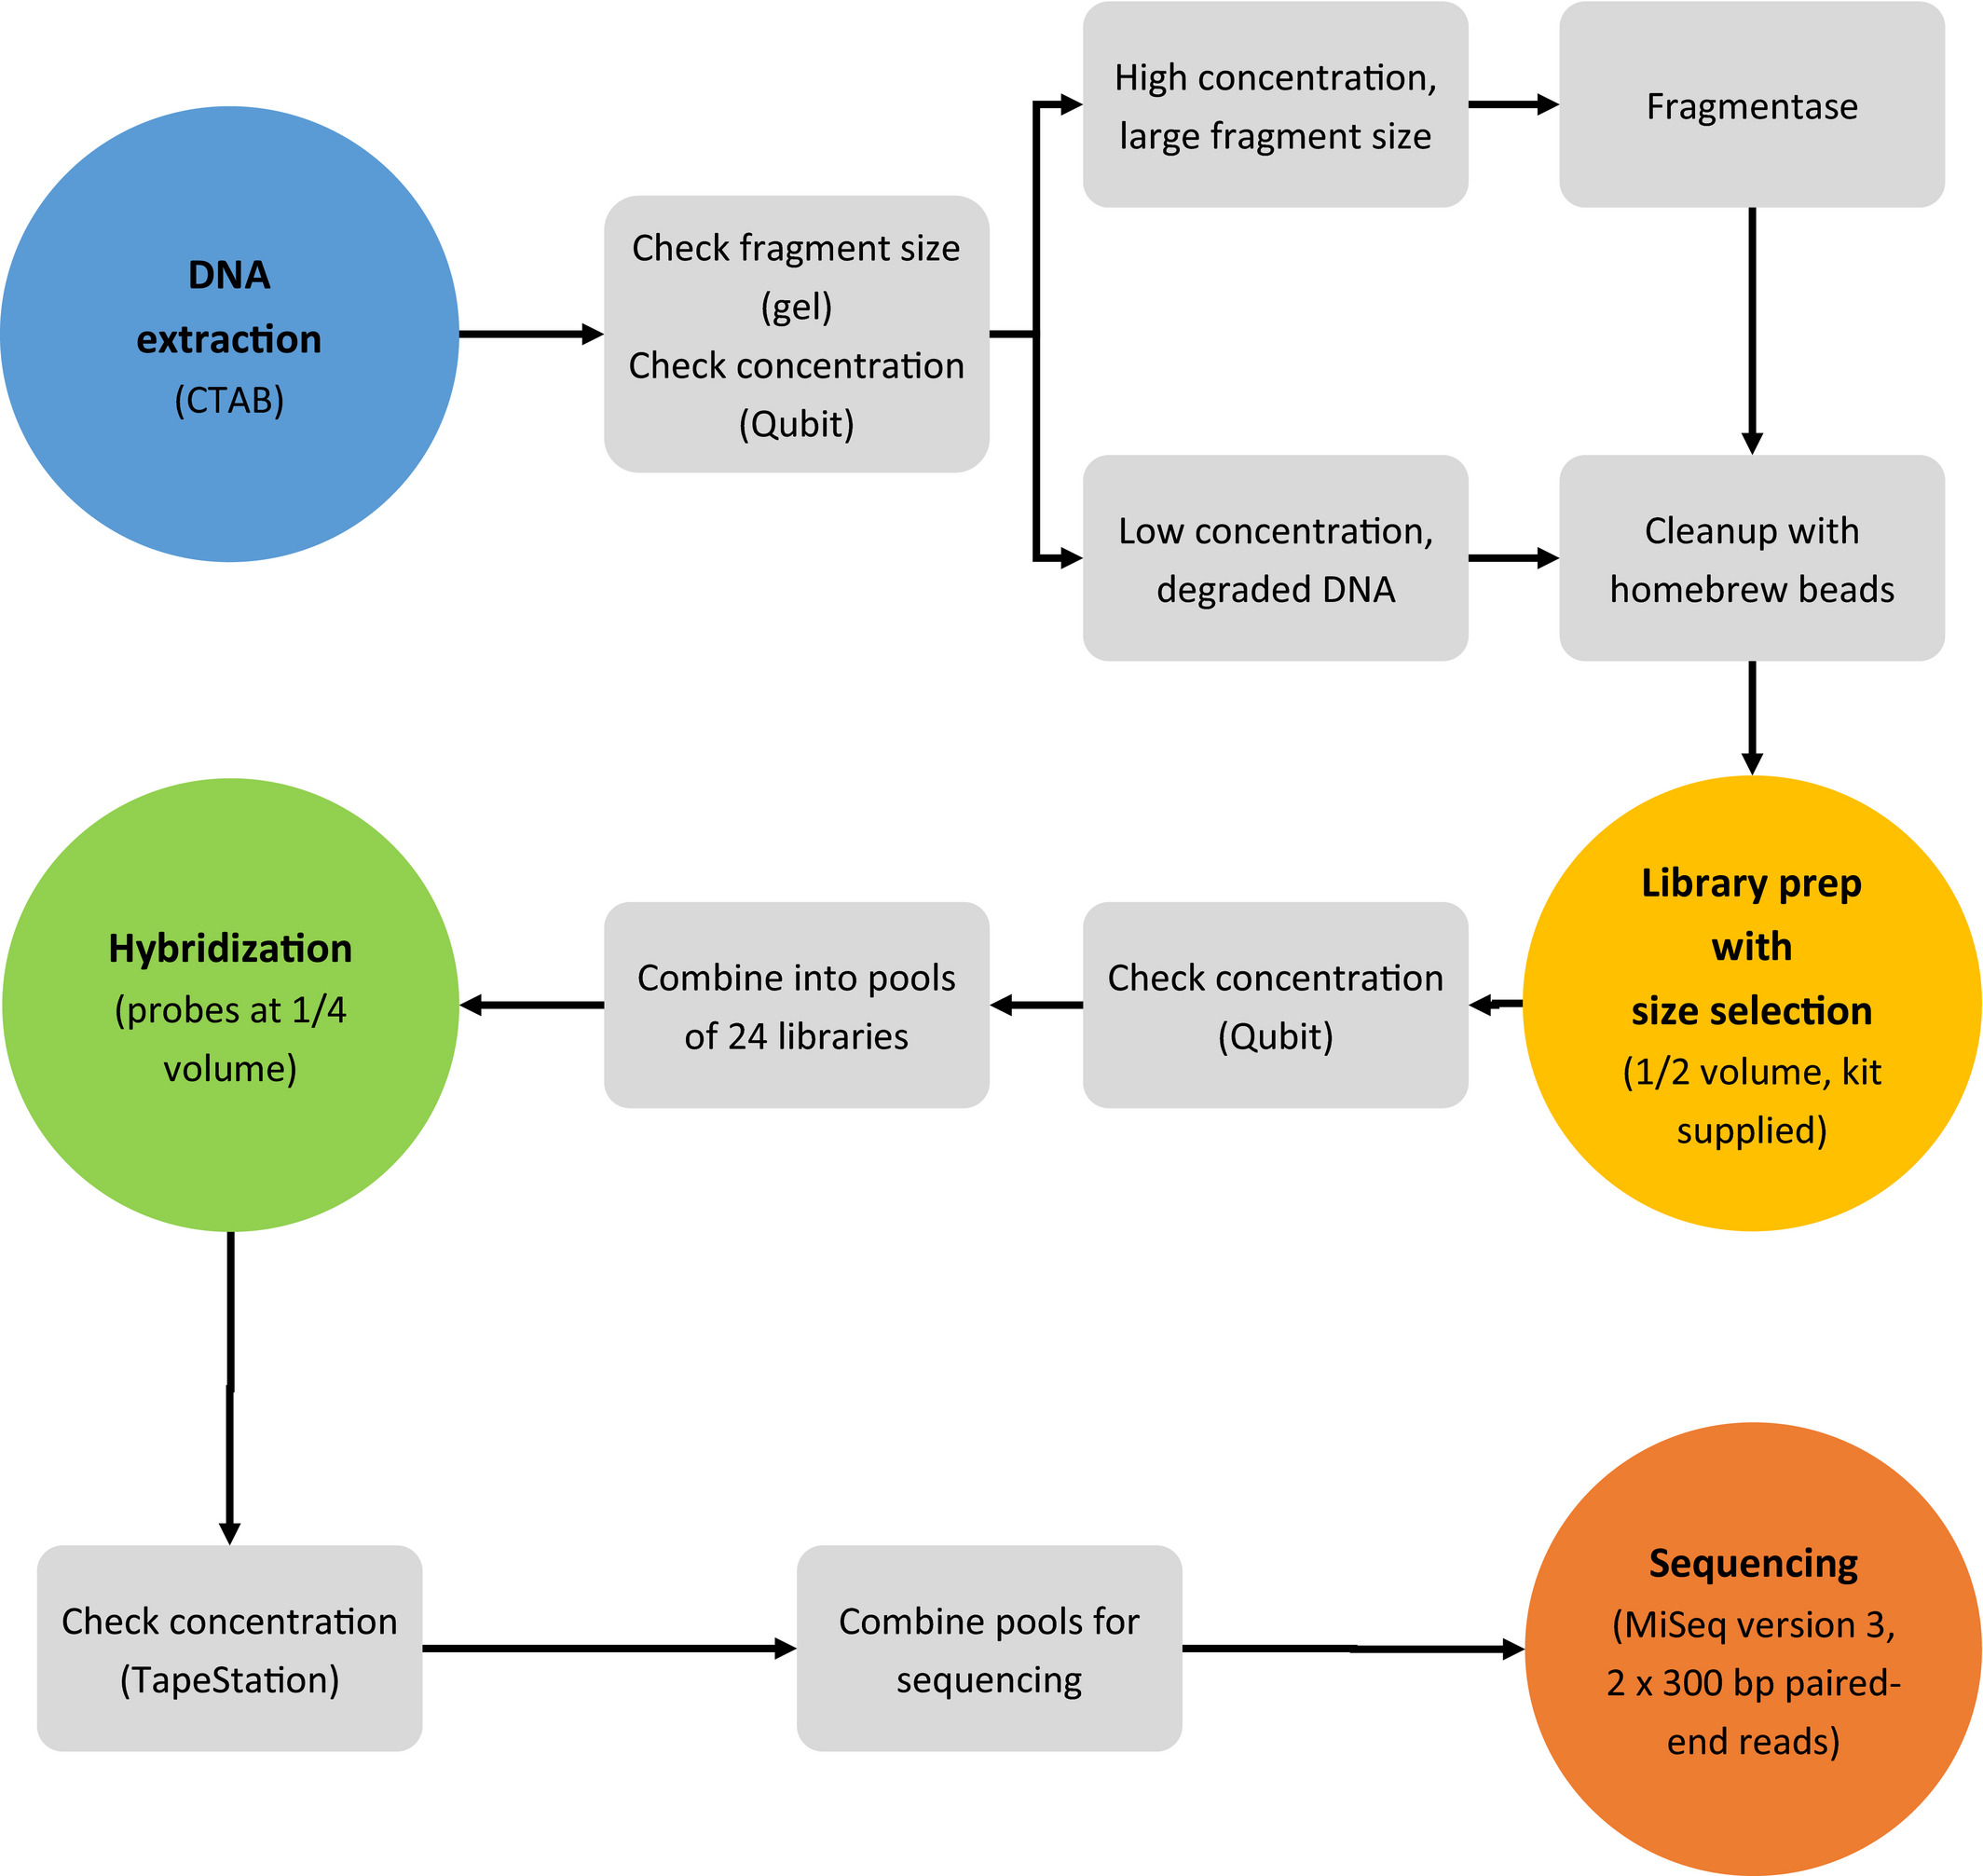 DNA
extraction
(CTAB)
Check fragment size
(gel)
Check concentration
(Qubit)
High concentration,
large fragment size
Fragmentase
Low concentration,
degraded DNA
Cleanup with
homebrew beads
Library prep
with
size selection
(1/2 volume, kit
supplied)
Check concentration
(Qubit)
Combine into pools
of 24 libraries
Hybridization
(probes at 1/4
volume)
Check concentration
(TapeStation)
Combine pools for
sequencing
Sequencing
(MiSeq version 3,
2 x 300 bp paired-
end reads)